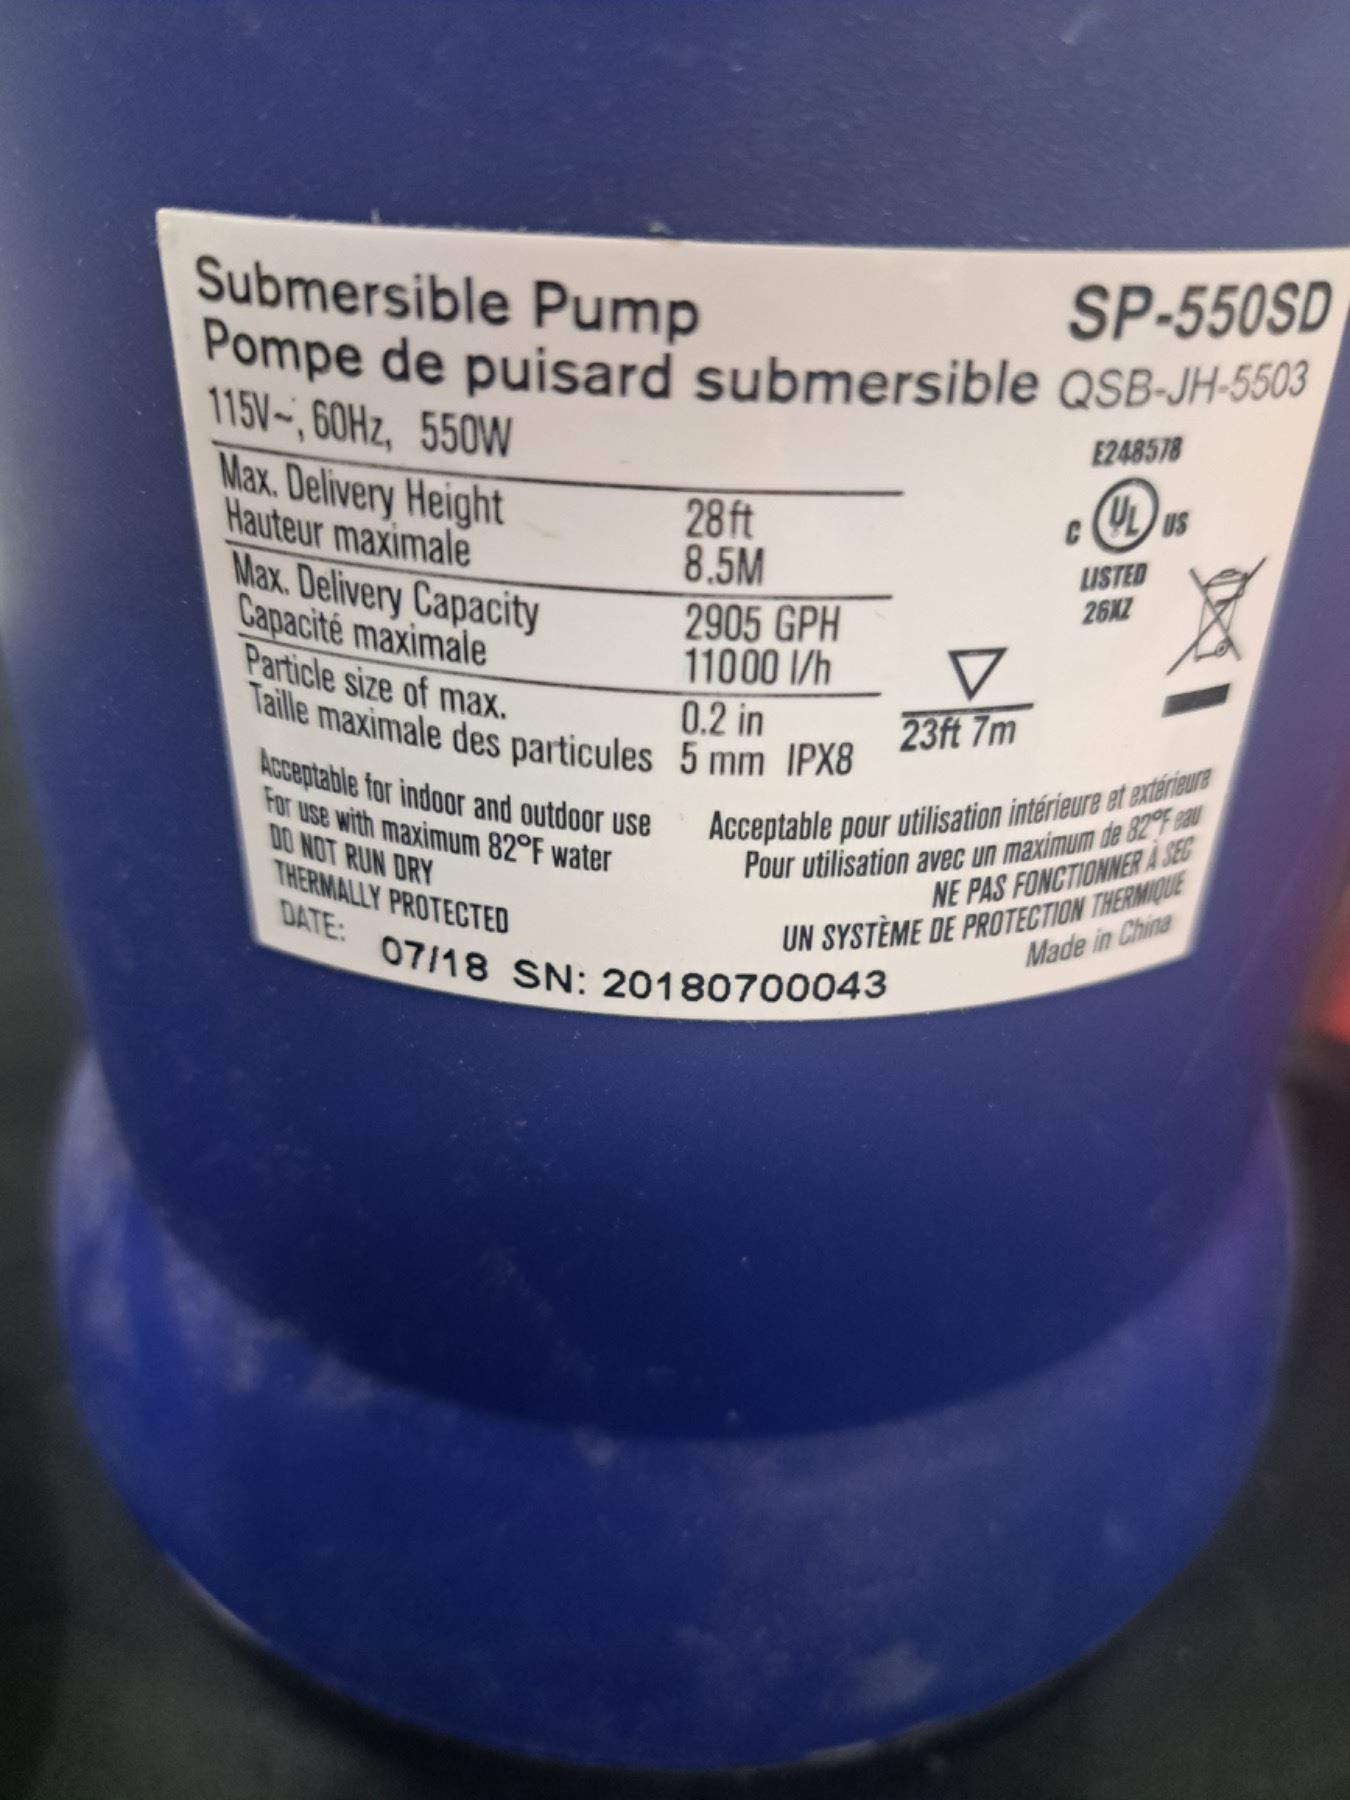 Submersible Pump SP-550SD
Pompe de puisard submersible QSB-JH-5503
115V~, 60Hz, 550W
E248578
C UL US
LISTED
26XZ
Max. Delivery Height 28ft
Hauteur maximale 8.5M
Max. Delivery Capacity 2905 GPH
Capacité maximale 11000 l/h
Particle size of max. 0.2 in
Taille maximale des particules 5 mm IPX8
23ft 7m
Acceptable for indoor and outdoor use
For use with maximum 82°F water
DO NOT RUN DRY
THERMALLY PROTECTED
Acceptable pour utilisation intérieure et extérieure
Pour utilisation avec un maximum de 82°F eau
NE PAS FONCTIONNER À SEC
UN SYSTÈME DE PROTECTION THERMIQUE
Made in China
DATE: 07/18 SN: 20180700043